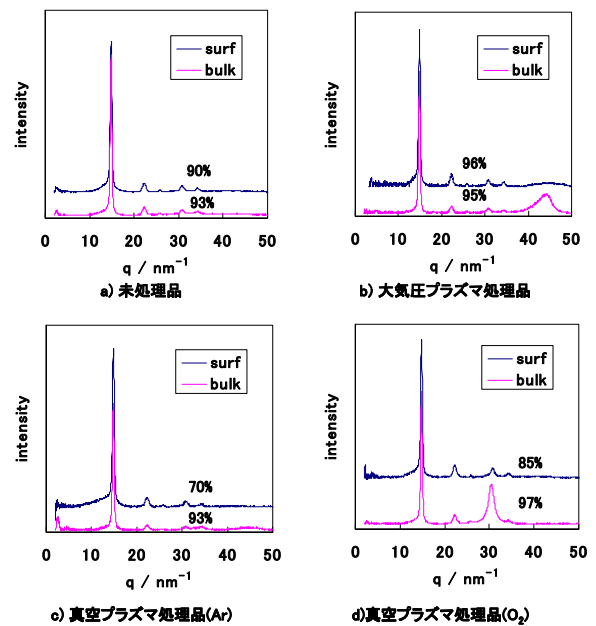 intensity
surf
bulk
90%
93%
0 10 20 30 40 50
q / nm⁻¹
a) 未処理品
intensity
surf
bulk
96%
95%
0 10 20 30 40 50
q / nm⁻¹
b) 大気圧プラズマ処理品
intensity
surf
bulk
70%
93%
0 10 20 30 40 50
q / nm⁻¹
c) 真空プラズマ処理品(Ar)
intensity
surf
bulk
85%
97%
0 10 20 30 40 50
q / nm⁻¹
d)真空プラズマ処理品(O₂)